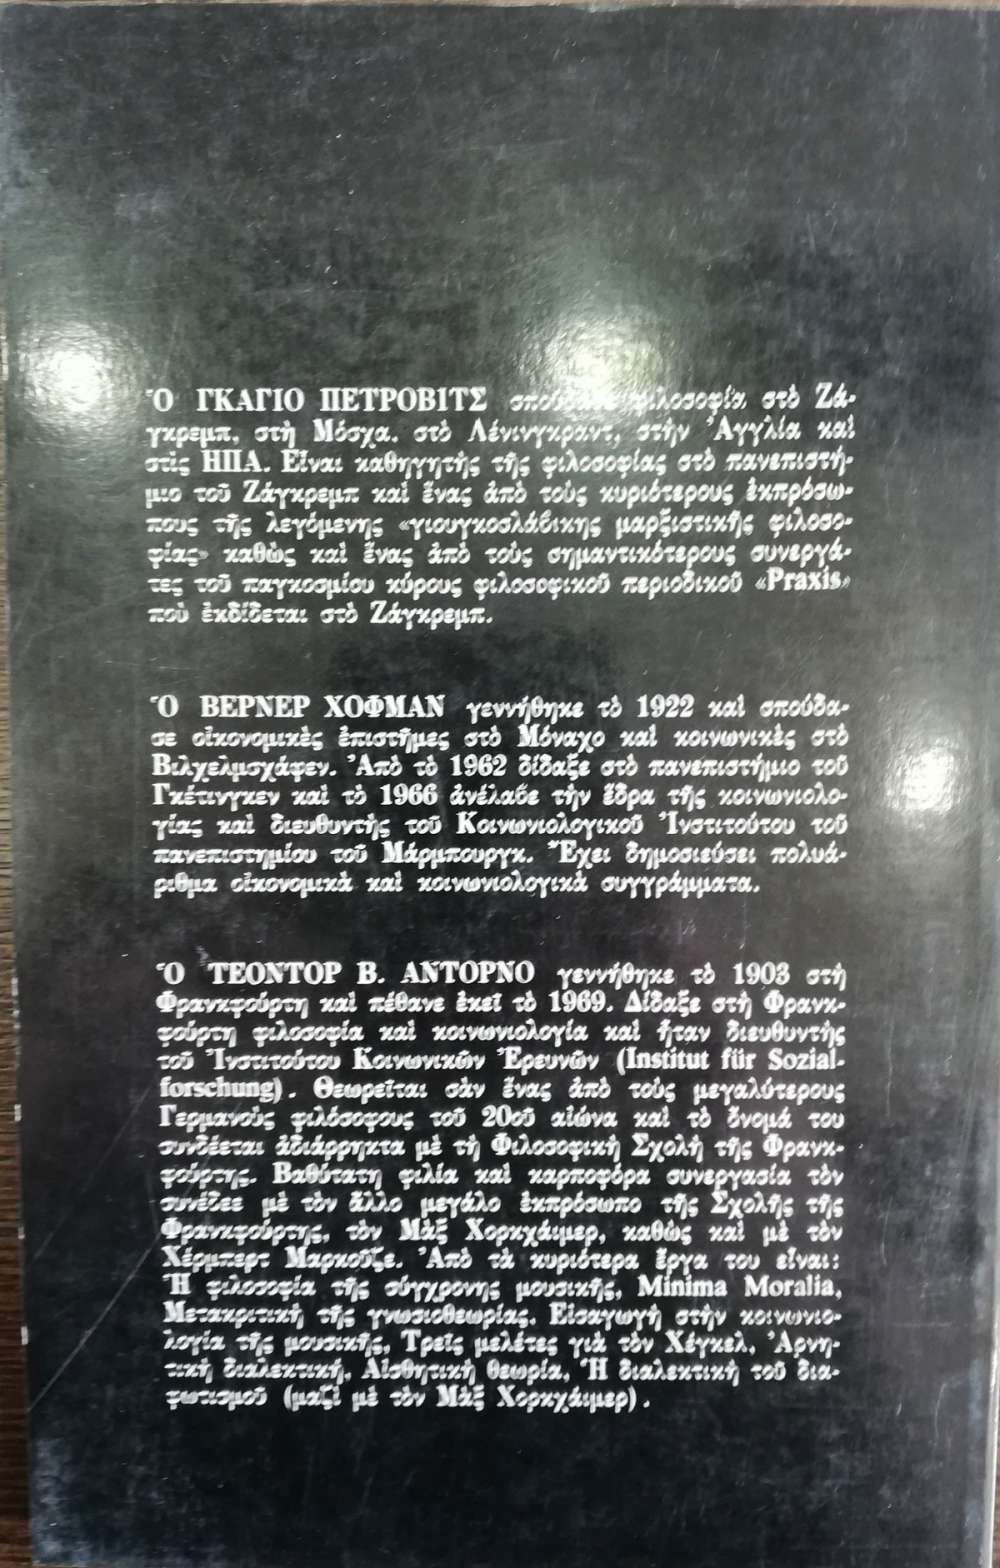 Ὁ ΓΚΑΓΙΟ ΠΕΤΡΟΒΙΤΣ φιλοσοφία στὸ Ζά-
γκρεμπ, στὴ Μόσχα, στὸ Λένινγκραντ, στὴν Ἀγγλία καὶ
στὶς ΗΠΑ. Εἶναι καθηγητὴς τῆς φιλοσοφίας στὸ πανεπιστή-
μιο τοῦ Ζάγκρεμπ καὶ ἕνας ἀπὸ τοὺς κυριότερους ἐκπρόσω-
πους τῆς λεγόμενης «γιουγκοσλάβικης μαρξιστικῆς φιλοσο-
φίας» καθὼς καὶ ἕνας ἀπὸ τοὺς σημαντικότερους συνεργά-
τες τοῦ παγκοσμίου κύρους φιλοσοφικοῦ περιοδικοῦ «Praxis»
ποὺ ἐκδίδεται στὸ Ζάγκρεμπ.
Ὁ ΒΕΡΝΕΡ ΧΟΦΜΑΝ γεννήθηκε τὸ 1922 καὶ σπούδα-
σε οἰκονομικὲς ἐπιστῆμες στὸ Μόναχο καὶ κοινωνικὲς στὸ
Βιλχελμσχάφεν. Ἀπὸ τὸ 1962 δίδαξε στὸ πανεπιστήμιο τοῦ
Γκέτινγκεν καὶ τὸ 1966 ἀνέλαβε τὴν ἕδρα τῆς κοινωνιολο-
γίας καὶ διευθυντὴς τοῦ Κοινωνιολογικοῦ Ἰνστιτούτου τοῦ
πανεπιστημίου τοῦ Μάρμπουργκ. Ἔχει δημοσιεύσει πολυά-
ριθμα οἰκονομικὰ καὶ κοινωνιολογικὰ συγγράμματα.
Ὁ ΤΕΟΝΤΟΡ Β. ΑΝΤΟΡΝΟ γεννήθηκε τὸ 1903 στὴ
Φρανκφούρτη καὶ πέθανε ἐκεῖ τὸ 1969. Δίδαξε στὴ Φρανκ-
φούρτη φιλοσοφία καὶ κοινωνιολογία καὶ ἦταν διευθυντὴς
τοῦ Ἰνστιτούτου Κοινωνικῶν Ἐρευνῶν (Institut für Sozial-
forschung). Θεωρεῖται σὰν ἕνας ἀπὸ τοὺς μεγαλύτερους
Γερμανοὺς φιλόσοφους τοῦ 20οῦ αἰώνα καὶ τὸ ὄνομά του
συνδέεται ἀδιάρρηκτα μὲ τὴ Φιλοσοφικὴ Σχολὴ τῆς Φρανκ-
φούρτης. Βαθύτατη φιλία καὶ καρποφόρα συνεργασία τὸν
συνέδεε μὲ τὸν ἄλλο μεγάλο ἐκπρόσωπο τῆς Σχολῆς τῆς
Φρανκφούρτης, τὸν Μὰξ Χορκχάιμερ, καθὼς καὶ μὲ τὸν
Χέρμπερτ Μαρκοῦζε. Ἀπὸ τὰ κυριότερα ἔργα του εἶναι:
Ἡ φιλοσοφία τῆς σύγχρονης μουσικῆς, Minima Moralia,
Μετακριτικὴ τῆς γνωσιοθεωρίας, Εἰσαγωγὴ στὴν κοινωνιο-
λογία τῆς μουσικῆς, Τρεῖς μελέτες γιὰ τὸν Χέγκελ, Ἀρνη-
τικὴ διαλεκτική, Αἰσθητικὴ θεωρία, Ἡ διαλεκτικὴ τοῦ δια-
φωτισμοῦ (μαζὶ μὲ τὸν Μὰξ Χορκχάιμερ).